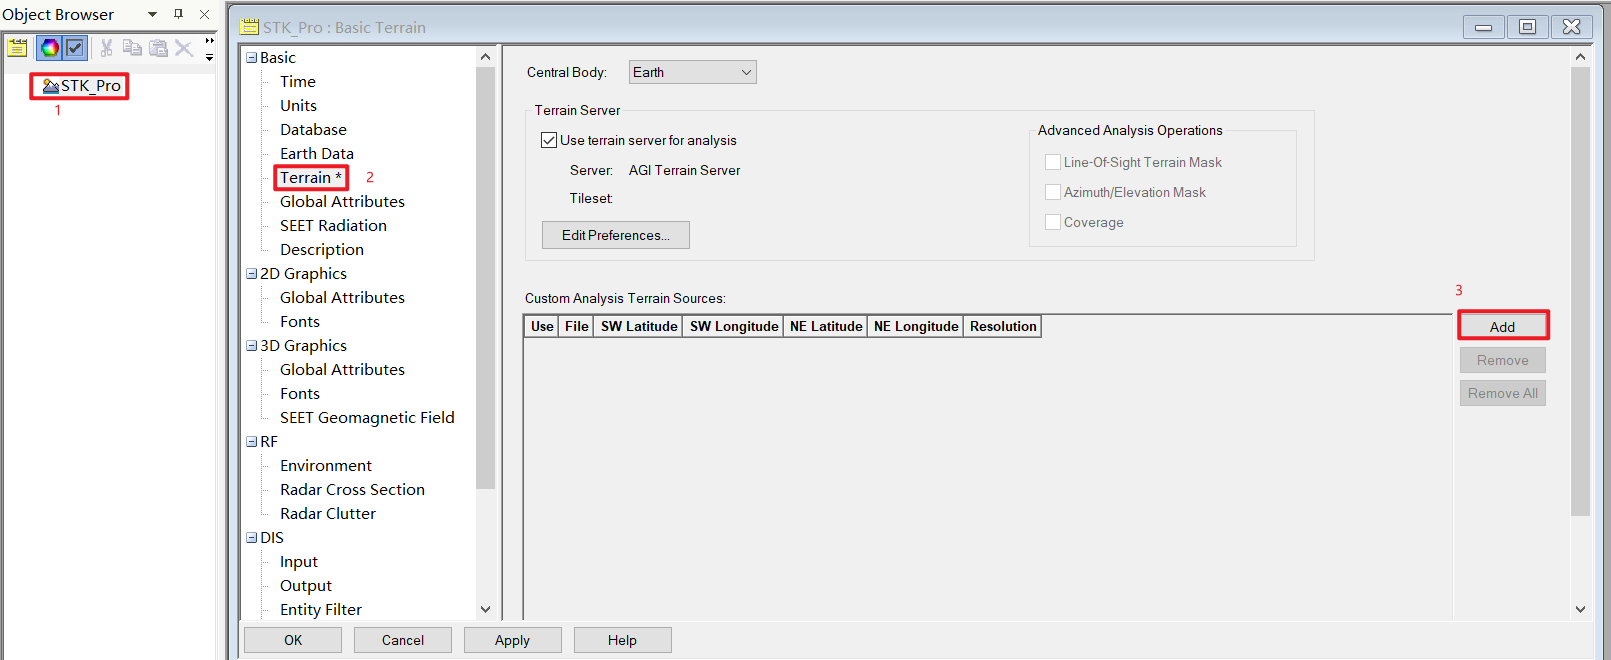 Object Browser
STK_Pro
1
STK_Pro : Basic Terrain
Basic
Time
Units
Database
Earth Data
Terrain *
2
Global Attributes
SEET Radiation
Description
2D Graphics
Global Attributes
Fonts
3D Graphics
Global Attributes
Fonts
SEET Geomagnetic Field
RF
Environment
Radar Cross Section
Radar Clutter
DIS
Input
Output
Entity Filter
Central Body: Earth
Terrain Server
Use terrain server for analysis
Server: AGI Terrain Server
Tileset:
Edit Preferences...
Advanced Analysis Operations
Line-Of-Sight Terrain Mask
Azimuth/Elevation Mask
Coverage
Custom Analysis Terrain Sources:
Use File SW Latitude SW Longitude NE Latitude NE Longitude Resolution
3
Add
Remove
Remove All
OK Cancel Apply Help